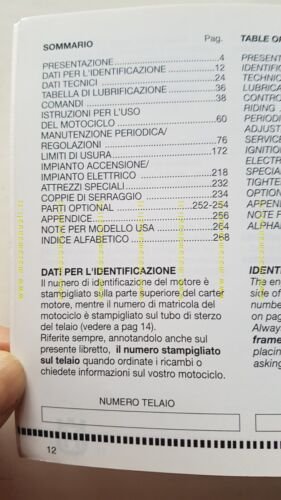 SOMMARIO Pag.
PRESENTAZIONE 4
DATI PER L'IDENTIFICAZIONE 12
DATI TECNICI 24
TABELLA DI LUBRIFICAZIONE 36
COMANDI 38
ISTRUZIONI PER L'USO
DEL MOTOCICLO 60
MANUTENZIONE PERIODICA/
REGOLAZIONI 76
LIMITI DI USURA 172
IMPIANTO ACCENSIONE/
IMPIANTO ELETTRICO 218
ATTREZZI SPECIALI 232
COPPIE DI SERRAGGIO 234
PARTI OPTIONAL 252-254
APPENDICE 256
NOTE PER MODELLO USA 264
INDICE ALFABETICO 268
DATI PER L'IDENTIFICAZIONE
Il numero di identificazione del motore è
stampigliato sulla parte superiore del carter
motore, mentre il numero di matricola del
motociclo è stampigliato sul tubo di sterzo
del telaio (vedere a pag 14).
Riferite sempre, annotandolo anche sul
presente libretto, il numero stampigliato
sul telaio quando ordinate i ricambi o
chiedete informazioni sul vostro motociclo.
NUMERO TELAIO
12
TABLE OF
PRESENT
IDENTIFIC
TECHNIC
LUBRICA
CONTRO
RIDING
PERIODI
ADJUST
SERVICE
IGNITIO
ELECTR
SPECIA
TIGHTE
OPTION
APPEN
NOTE F
ALPHA
IDENTI
The en
side of
numbe
on pag
Alway
frame
placin
asking